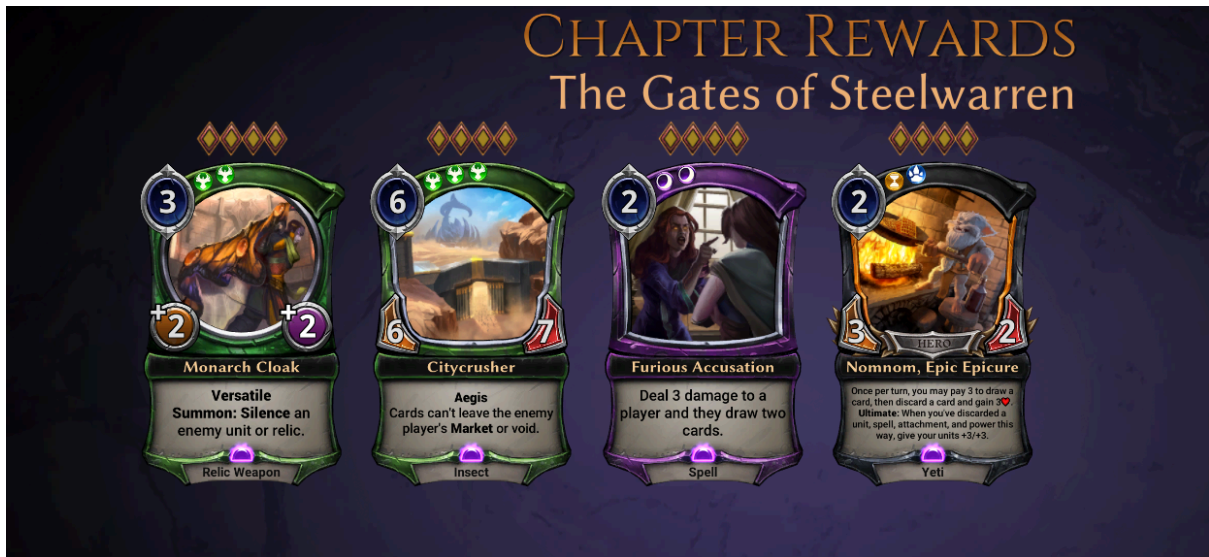 CHAPTER REWARDS
The Gates of Steelwarren
3
+2
+2
Monarch Cloak
Versatile
Summon: Silence an
enemy unit or relic.
Relic Weapon
6
6
7
Citycrusher
Aegis
Cards can't leave the enemy
player's Market or void.
Insect
2
Furious Accusation
Deal 3 damage to a
player and they draw two
cards.
Spell
2
3
HERO
2
Nomnom, Epic Epicure
Once per turn, you may pay 3 to draw a
card, then discard a card and gain 3♥.
Ultimate: When you've discarded a
unit, spell, attachment, and power this
way, give your units +3/+3.
Yeti